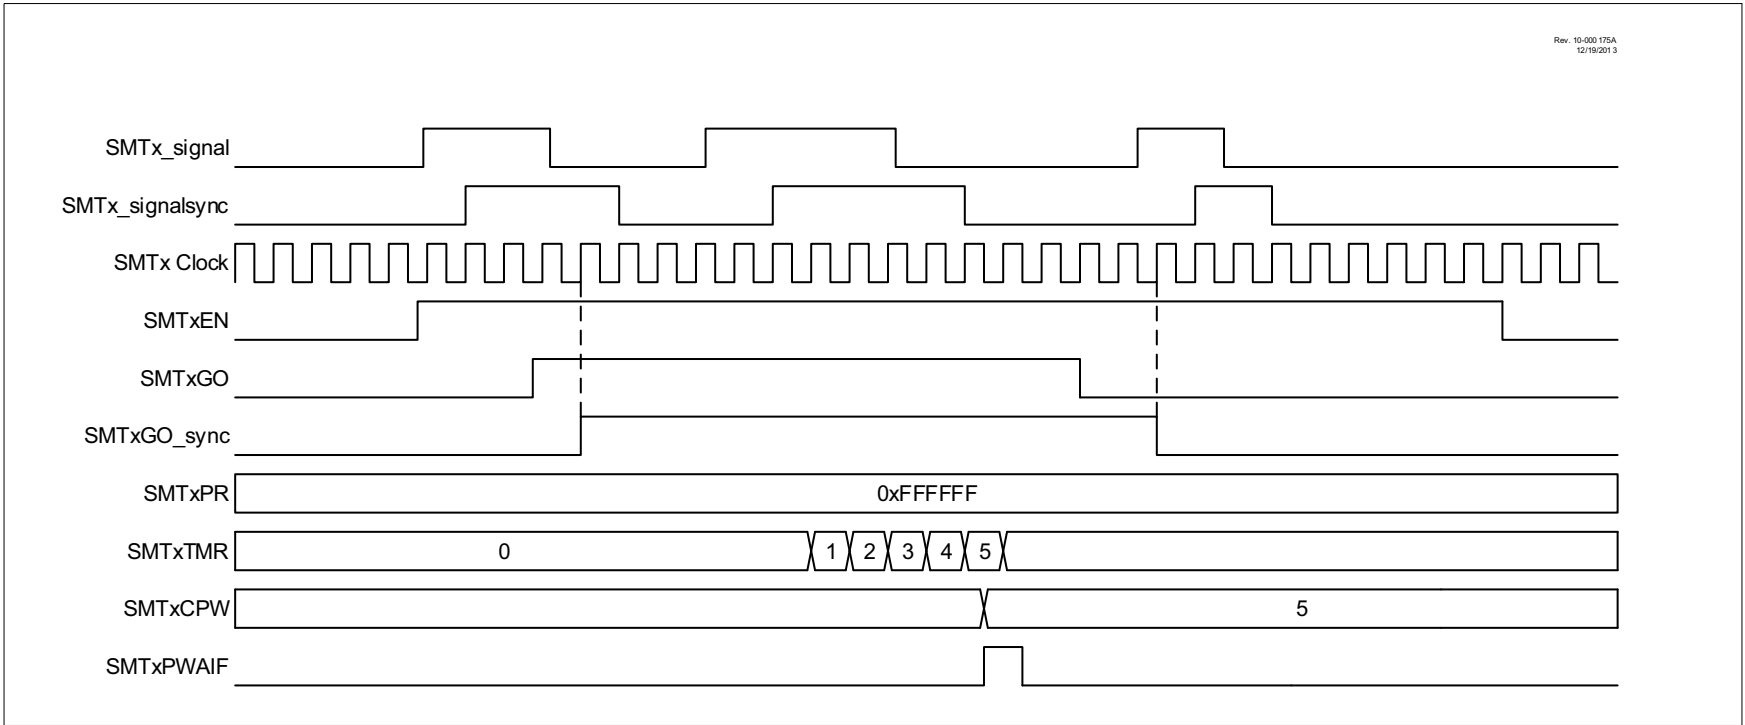 Rev. 10-000 175A
12/19/201 3
SMTx_signal
SMTx_signalsync
SMTx Clock
SMTxEN
SMTxGO
SMTxGO_sync
SMTxPR 0xFFFFFF
SMTxTMR 0 1 2 3 4 5
SMTxCPW 5
SMTxPWAIF